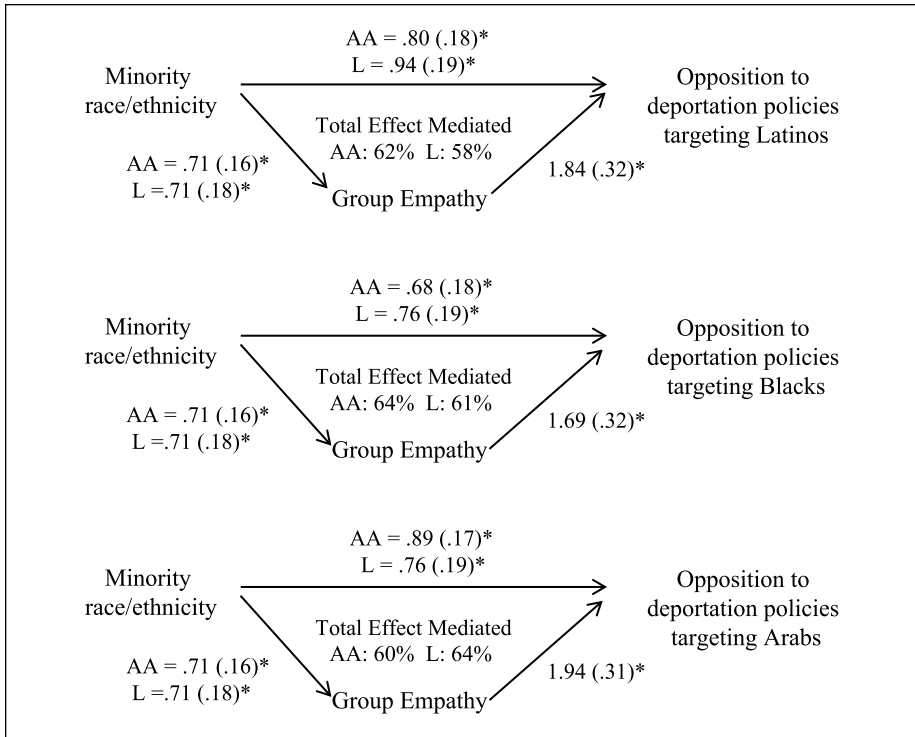 AA = .80 (.18)*
L = .94 (.19)*
Minority
race/ethnicity
Opposition to
deportation policies
targeting Latinos
Total Effect Mediated
AA: 62% L: 58%
AA = .71 (.16)*
L =.71 (.18)*
1.84 (.32)*
Group Empathy
AA = .68 (.18)*
L = .76 (.19)*
Minority
race/ethnicity
Opposition to
deportation policies
targeting Blacks
Total Effect Mediated
AA: 64% L: 61%
AA = .71 (.16)*
L =.71 (.18)*
1.69 (.32)*
Group Empathy
AA = .89 (.17)*
L = .76 (.19)*
Minority
race/ethnicity
Opposition to
deportation policies
targeting Arabs
Total Effect Mediated
AA: 60% L: 64%
AA = .71 (.16)*
L =.71 (.18)*
1.94 (.31)*
Group Empathy